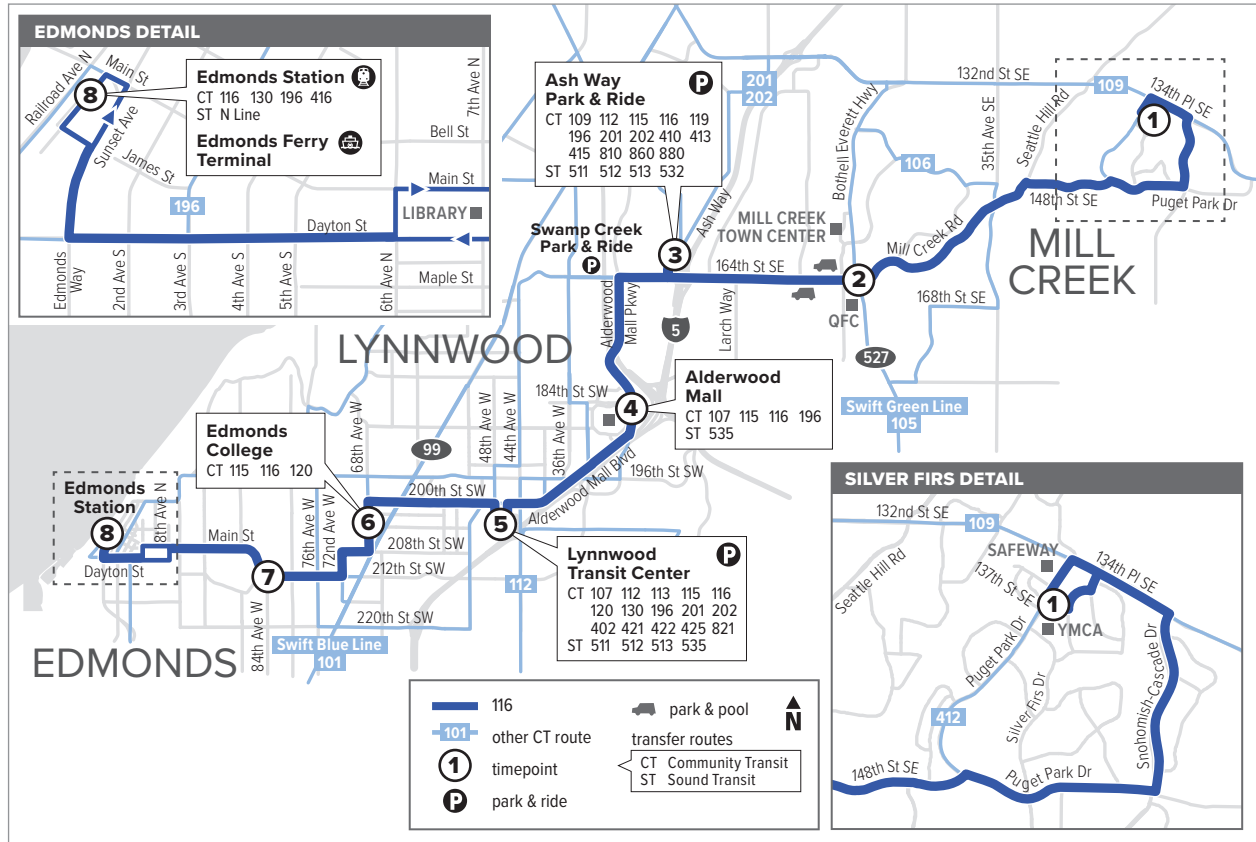 EDMONDS DETAIL
Railroad Ave N
Main St
8
Sunset Ave
Edmonds Station
CT 116 130 196 416
ST N Line
Edmonds Ferry
Terminal
7th Ave N
Bell St
James St
Main St
196
LIBRARY
Dayton St
Edmonds
Way
2nd Ave S
3rd Ave S
4th Ave S
5th Ave S
6th Ave N
Maple St
Ash Way
Park & Ride
P
CT 109 112 115 116 119
196 201 202 410 413
415 810 860 880
ST 511 512 513 532
201
202
132nd St SE
109
134th Pl SE
1
Bothell Everett Hwy
35th Ave SE
Seattle Hill Rd
106
148th St SE
Puget Park Dr
MILL
CREEK
Ash Way
MILL CREEK
TOWN CENTER
Mill Creek Rd
Swamp Creek
Park & Ride
P
3
164th St SE
2
QFC
168th St SE
Alderwood
Mall Pkwy
5
Larch Way
527
Swift Green Line
105
LYNNWOOD
184th St SW
4
Alderwood
Mall
CT 107 115 116 196
ST 535
Edmonds
College
CT 115 116 120
68th Ave W
99
48th Ave W
44th Ave W
36th Ave W
196th St SW
Alderwood Mall Blvd
200th St SW
6
5
Edmonds
Station
8
8th Ave N
Main St
Dayton St
7
76th Ave W
72nd Ave W
208th St SW
212th St SW
220th St SW
84th Ave W
Swift Blue Line
101
112
EDMONDS
Lynnwood
Transit Center
P
CT 107 112 113 115 116
120 130 196 201 202
402 421 422 425 821
ST 511 512 513 535
116
101
other CT route
1
timepoint
P
park & ride
park & pool
N
transfer routes
CT Community Transit
ST Sound Transit
SILVER FIRS DETAIL
132nd St SE
109
SAFEWAY
134th Pl SE
Seattle Hill Rd
137th St SE
1
YMCA
Puget Park Dr
Silver Firs Dr
Snohomish-Cascade Dr
412
148th St SE
Puget Park Dr